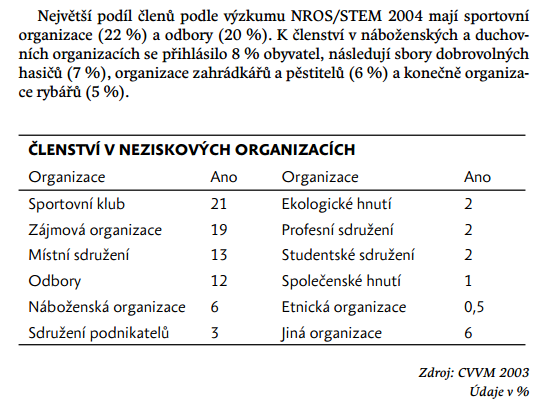 Největší podíl členů podle výzkumu NROS/STEM 2004 mají sportovní
organizace (22 %) a odbory (20 %). K členství v náboženských a duchov-
ních organizacích se přihlásilo 8 % obyvatel, následují sbory dobrovolných
hasičů (7 %), organizace zahrádkářů a pěstitelů (6 %) a konečně organiza-
ce rybářů (5 %).
ČLENSTVÍ V NEZISKOVÝCH ORGANIZACÍCH
Organizace Ano Organizace Ano
Sportovní klub 21 Ekologické hnutí 2
Zájmová organizace 19 Profesní sdružení 2
Místní sdružení 13 Studentské sdružení 2
Odbory 12 Společenské hnutí 1
Náboženská organizace 6 Etnická organizace 0,5
Sdružení podnikatelů 3 Jiná organizace 6
Zdroj: CVVM 2003
Údaje v %